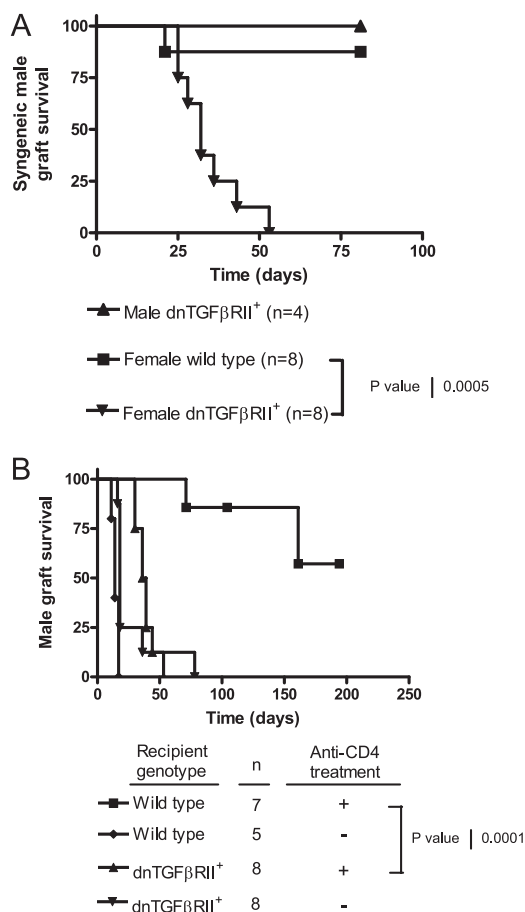 A
Syngeneic male
graft survival
100
75
50
25
0
0 25 50 75 100
Time (days)
Male dnTGFβRII+ (n=4)
Female wild type (n=8)
Female dnTGFβRII+ (n=8)
P value | 0.0005
B
Male graft survival
100
75
50
25
0
0 50 100 150 200 250
Time (days)
Recipient genotype n Anti-CD4 treatment
Wild type 7 +
Wild type 5 -
dnTGFβRII+ 8 +
dnTGFβRII+ 8 -
P value | 0.0001